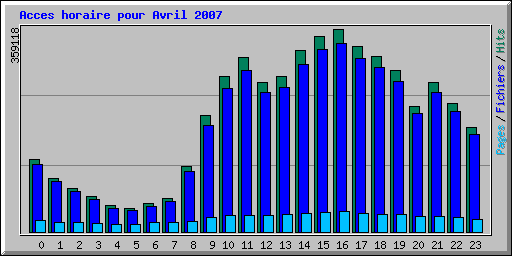 Acces horaire pour Avril 2007
359118
Pages / Fichiers / Hits
0 1 2 3 4 5 6 7 8 9 10 11 12 13 14 15 16 17 18 19 20 21 22 23